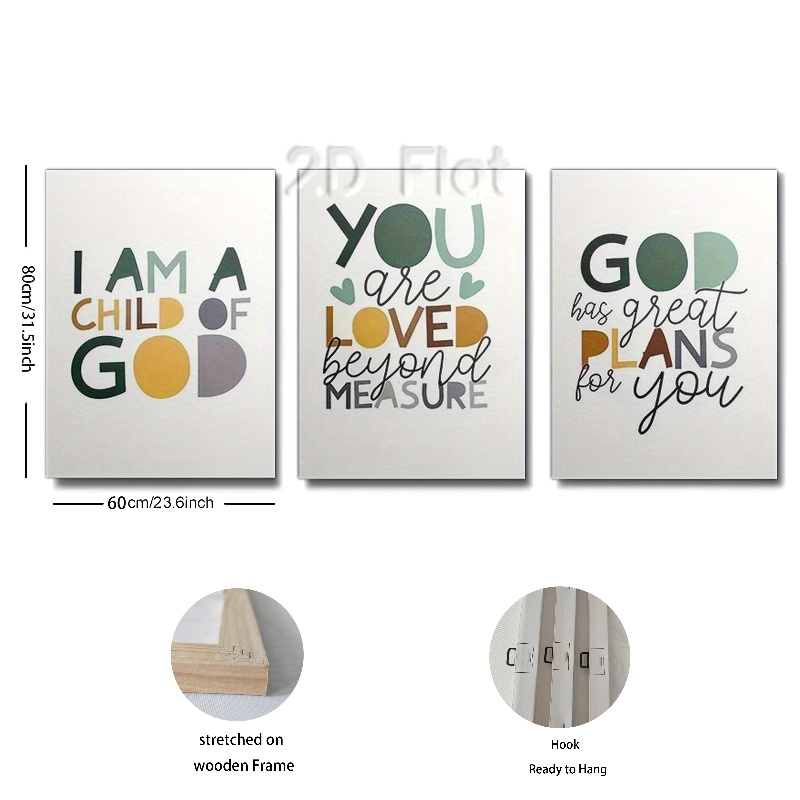 2.D Flat
I AM A
CHILD OF
GOD
YOU
are
LOVED
beyond
MEASURE
GOD
has great
PLANS
for you
80cm/31.5inch
60cm/23.6inch
stretched on
wooden Frame
Hook
Ready to Hang